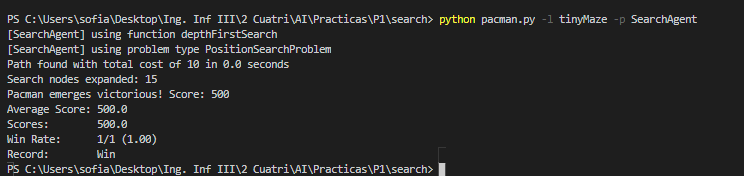 PS C:\Users\sofia\Desktop\Ing. Inf III\2 Cuatri\AI\Practicas\P1\search> python pacman.py -l tinyMaze -p SearchAgent
[SearchAgent] using function depthFirstSearch
[SearchAgent] using problem type PositionSearchProblem
Path found with total cost of 10 in 0.0 seconds
Search nodes expanded: 15
Pacman emerges victorious! Score: 500
Average Score: 500.0
Scores:        500.0
Win Rate:      1/1 (1.00)
Record:        Win
PS C:\Users\sofia\Desktop\Ing. Inf III\2 Cuatri\AI\Practicas\P1\search>